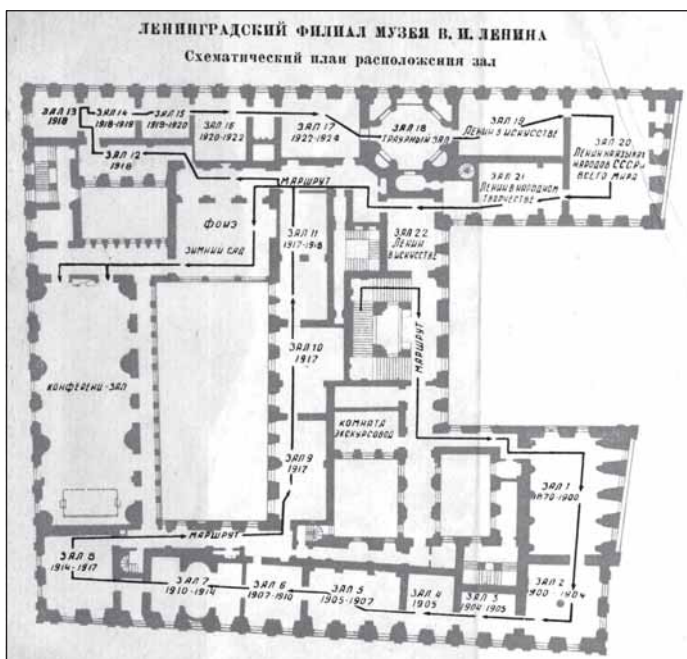 ЛЕНИНГРАДСКИЙ ФИЛИАЛ МУЗЕЯ В. И. ЛЕНИНА
Схематический план расположения зал
ЗАЛ 13
1918
ЗАЛ 14
1918-1919
ЗАЛ 15
1919-1920
ЗАЛ 16
1920-1922
ЗАЛ 17
1922-1924
ЗАЛ 18
ТРАУРНЫЙ ЗАЛ
ЗАЛ 19
ЛЕНИН В ИСКУССТВЕ
ЗАЛ 20
ЛЕНИН НА ЯЗЫКЕ
НАРОДОВ СССР И
ВСЕГО МИРА
ЗАЛ 12
1918
МАРШРУТ
ЗАЛ 21
ЛЕНИН В НАРОДНОМ
ТВОРЧЕСТВЕ
ФОЙЭ
ЗИМНИЙ САД
ЗАЛ 11
1917-1918
ЗАЛ 22
ЛЕНИН
В ИСКУССТВЕ
ЗАЛ 10
1917
МАРШРУТ
КОНФЕРЕНЦ-ЗАЛ
КОМНАТА
ЭКСКУРСОВОД
ЗАЛ 9
1917
ЗАЛ 1
1870-1900
МАРШРУТ
ЗАЛ 8
1914-1917
ЗАЛ 7
1910-1914
ЗАЛ 6
1907-1910
ЗАЛ 5
1905-1907
ЗАЛ 4
1905
ЗАЛ 3
1904-1905
ЗАЛ 2
1900-1904